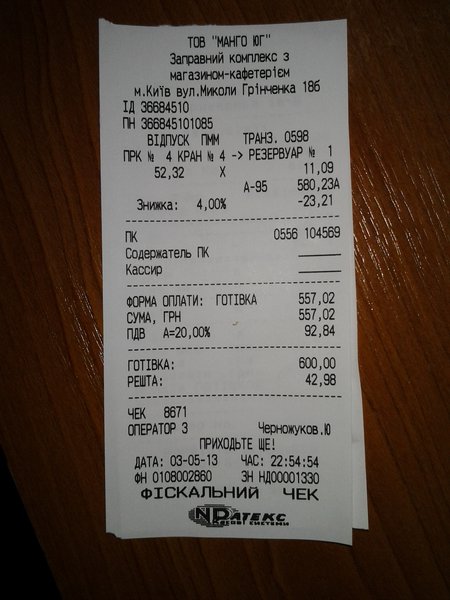 ТОВ "МАНГО ЮГ"
Заправний комплекс з
магазином-кафетерієм
м.Київ вул.Миколи Грінченка 18б
ІД 36684510
ПН 366845101085
ВІДПУСК ПММ ТРАНЗ. 0598
ПРК № 4 КРАН № 4 -> РЕЗЕРВУАР № 1
52,32 Х 11,09
А-95 580,23А
Знижка: 4,00% -23,21
ПК 0556 104569
Содержатель ПК
Кассир
ФОРМА ОПЛАТИ: ГОТІВКА 557,02
СУМА, ГРН 557,02
ПДВ А=20,00% 92,84
ГОТІВКА: 600,00
РЕШТА: 42,98
ЧЕК 8671
ОПЕРАТОР 3 Черножуков.Ю
ПРИХОДЬТЕ ЩЕ!
ДАТА: 03-05-13 ЧАС: 22:54:54
ФН 0108002860 ЗН НД00001330
ФІСКАЛЬНИЙ ЧЕК